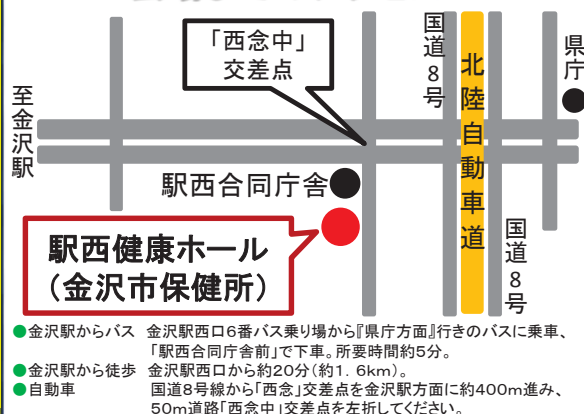 「西念中」
交差点
国道8号
北陸自動車道
県庁
至金沢駅
駅西合同庁舎
国道8号
駅西健康ホール
（金沢市保健所）
●金沢駅からバス 金沢駅西口6番バス乗り場から『県庁方面』行きのバスに乗車、
「駅西合同庁舎前」で下車。所要時間約5分。
●金沢駅から徒歩 金沢駅西口から約20分（約1．6km）。
●自動車 国道8号線から「西念」交差点を金沢駅方面に約400m進み、
50m道路「西念中」交差点を左折してください。